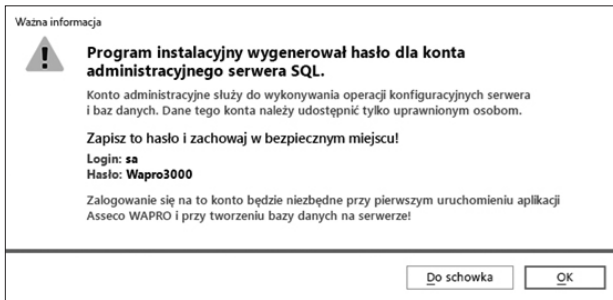 Ważna informacja
Program instalacyjny wygenerował hasło dla konta
administracyjnego serwera SQL.
Konto administracyjne służy do wykonywania operacji konfiguracyjnych serwera
i baz danych. Dane tego konta należy udostępnić tylko uprawnionym osobom.
Zapisz to hasło i zachowaj w bezpiecznym miejscu!
Login: sa
Hasło: Wapro3000
Zalogowanie się na to konto będzie niezbędne przy pierwszym uruchomieniu aplikacji
Asseco WAPRO i przy tworzeniu bazy danych na serwerze!
Do schowka OK